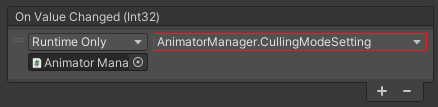 On Value Changed (Int32)
Runtime Only AnimatorManager.CullingModeSetting
Animator Mana